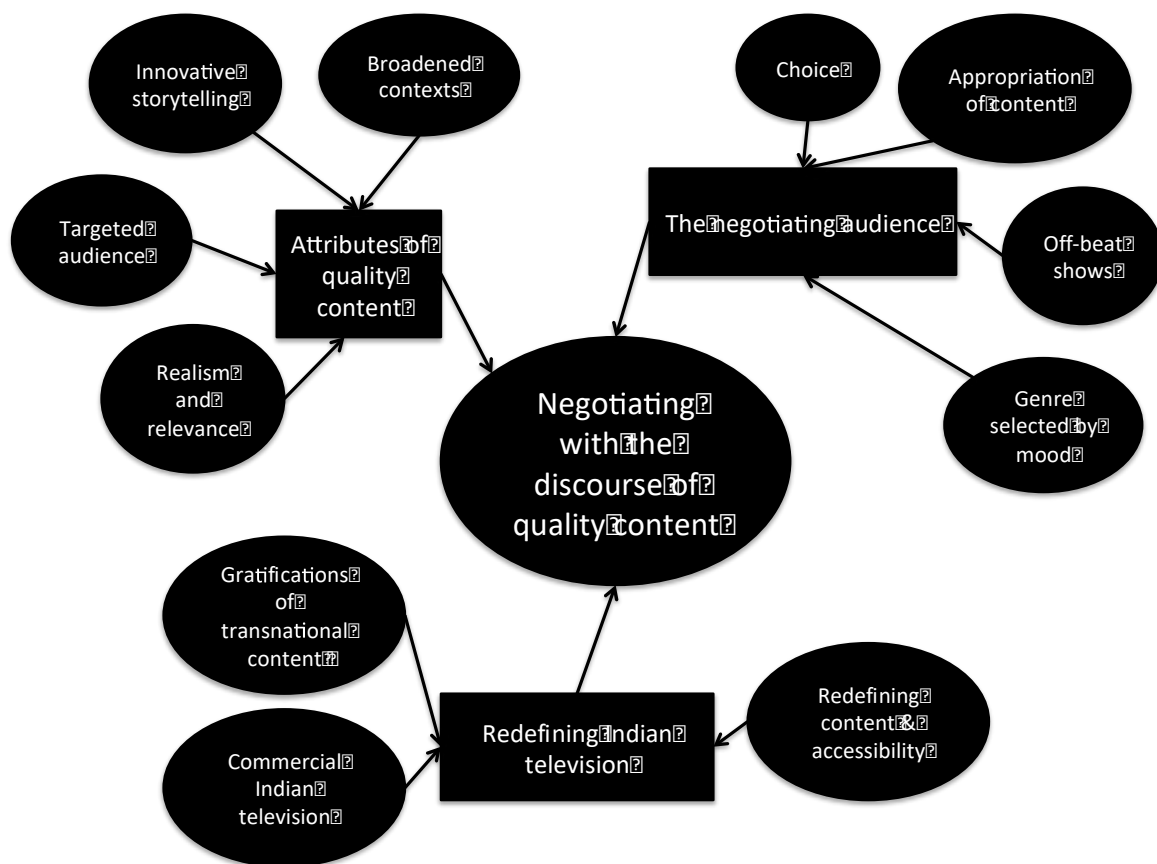 Innovative
storytelling
Broadened
contexts
Targeted
audience
Realism
and
relevance
Attributes of
quality
content
Choice
Appropriation
of content
The negotiating audience
Off-beat
shows
Genre
selected by
mood
Negotiating
with the
discourse of
quality content
Gratifications
of
transnational
content
Commercial
Indian
television
Redefining Indian
television
Redefining
content &
accessibility